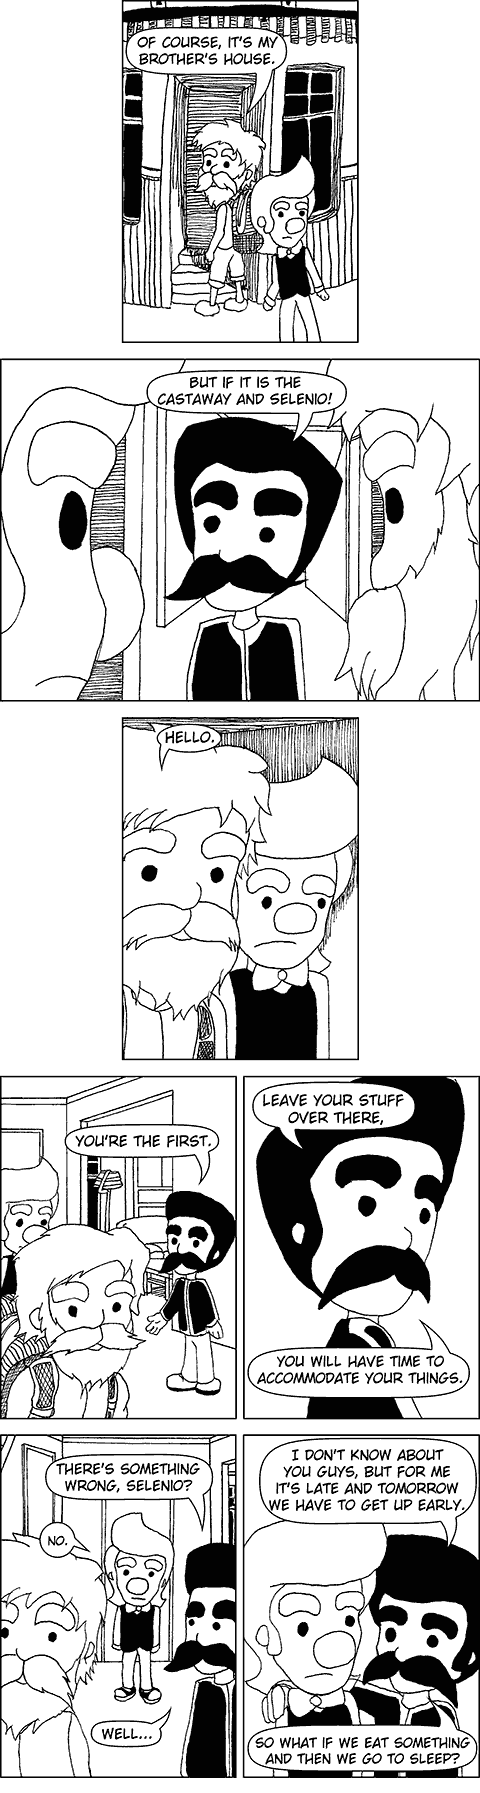 OF COURSE, IT'S MY
BROTHER'S HOUSE.
BUT IF IT IS THE
CASTAWAY AND SELENIO!
HELLO.
YOU'RE THE FIRST.
LEAVE YOUR STUFF
OVER THERE,
YOU WILL HAVE TIME TO
ACCOMMODATE YOUR THINGS.
THERE'S SOMETHING
WRONG, SELENIO?
NO.
WELL...
I DON'T KNOW ABOUT
YOU GUYS, BUT FOR ME
IT'S LATE AND TOMORROW
WE HAVE TO GET UP EARLY.
SO WHAT IF WE EAT SOMETHING
AND THEN WE GO TO SLEEP?